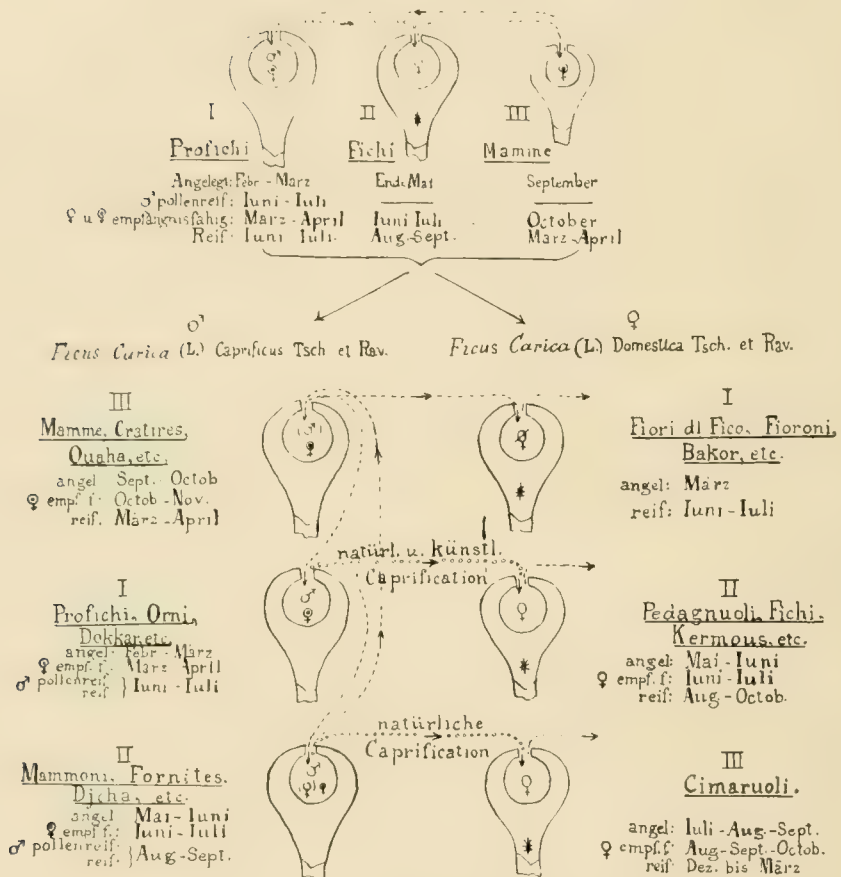 I II III
Profichi Fichi Mamme
Angelegt: Febr - März Ende Mai September
♂ pollenreif: Iuni - Iuli
♀ u ♀ empfängnisfähig: März - April Iuni Iuli October
Reif: Iuni Iuli. Aug-Sept. März-April
♂ ♀
Ficus Carica (L.) Caprificus Tsch et Rav. Ficus Carica (L.) Domestica Tsch. et Rav.
III
Mamme, Cratires,
Ouaha, etc.
angel Sept. Octob
♀ empf. f: Octob - Nov.
reif. März-April
I
Fiori di Fico, Fioroni,
Bakor, etc.
angel: März
reif: Iuni - Iuli
natürl. u. künstl.
Caprification
I
Profichi, Orni,
Dokkar, etc
angel: Febr - März
♀ empf. f. März April
♂ pollenreif
reif } Iuni - Iuli
II
Pedagnuoli, Fichi.
Kermous, etc.
angel: Mai - Iuni
♀ empf. f: Iuni - Iuli
reif: Aug - Octob.
natürliche
Caprification
II
Mammoni, Fornites.
Djcha, etc.
angel Mai - Iuni
♀ empf f.: Iuni - Iuli
♂ pollenreif.
reif. } Aug-Sept.
III
Cimaruoli.
angel: Iuli - Aug.-Sept.
♀ empf. f: Aug-Sept-Octob.
reif: Dez. bis März